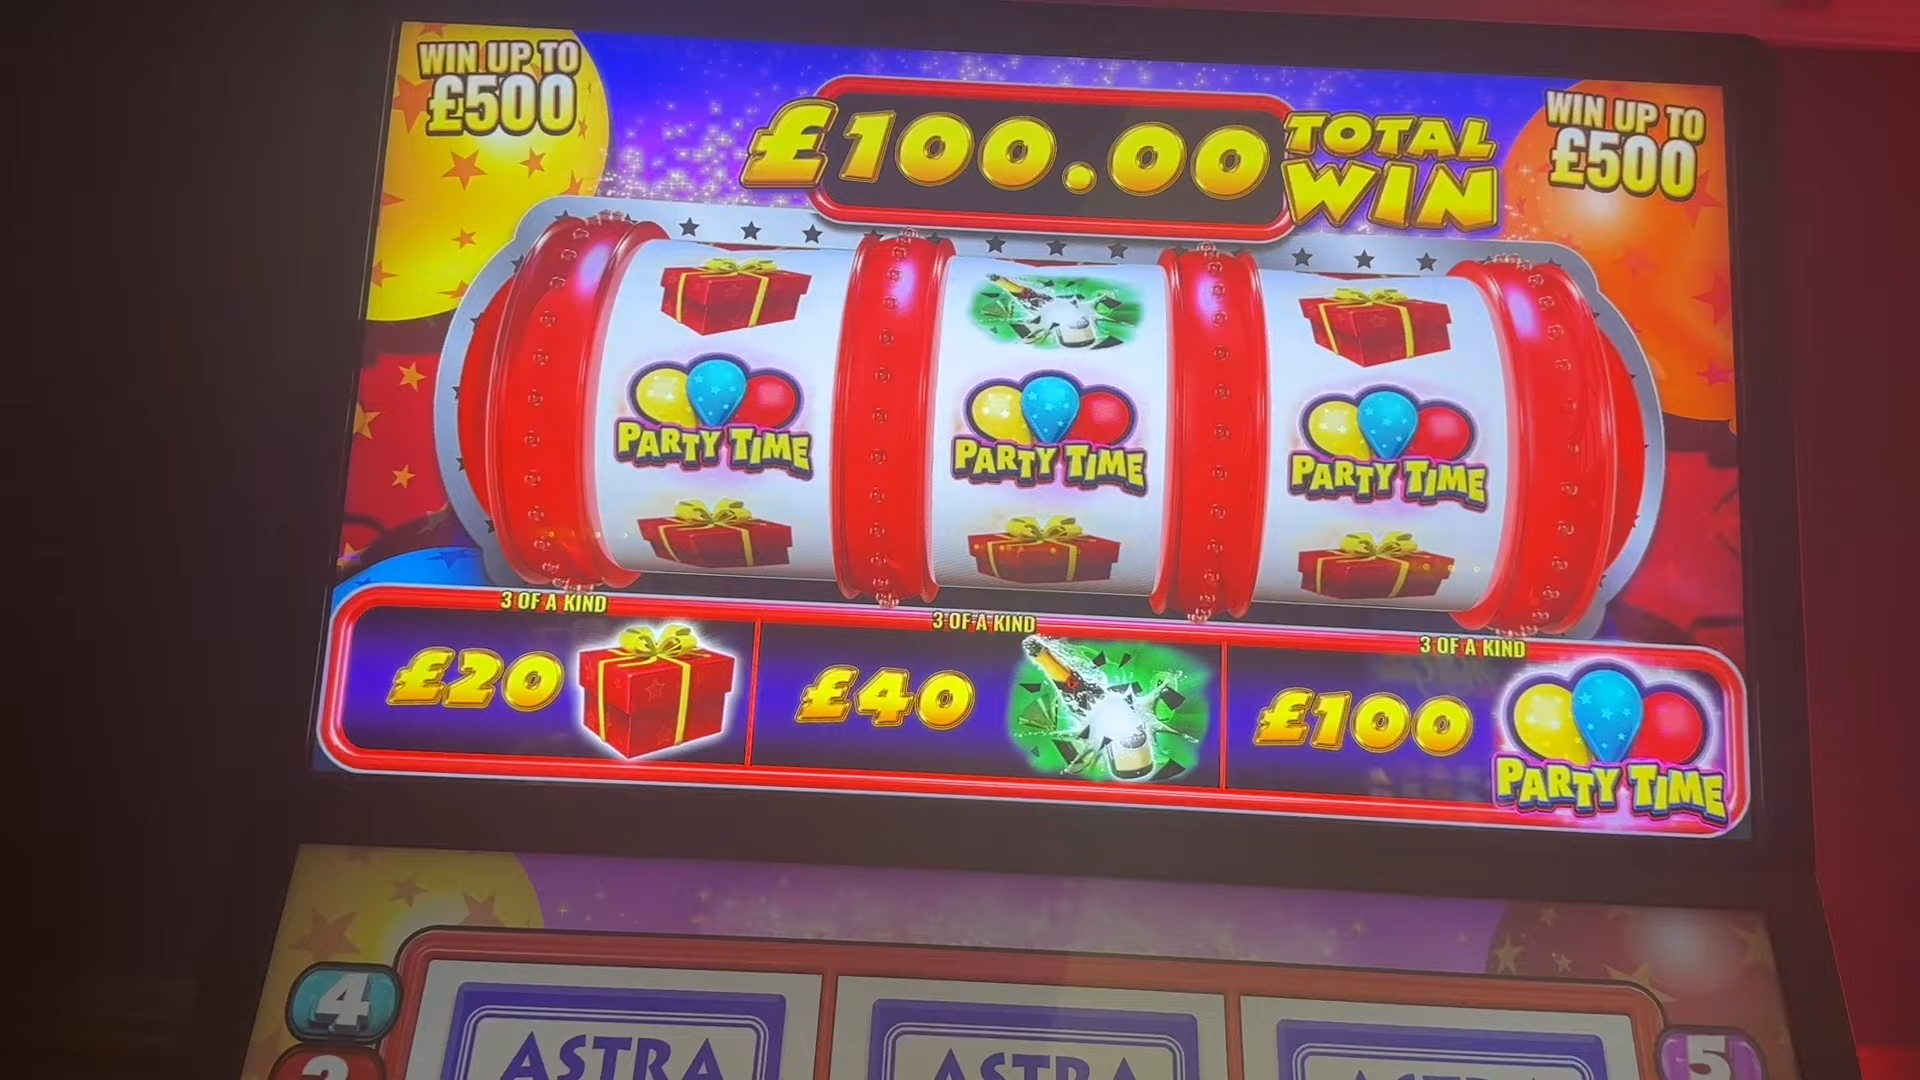 WIN UP TO
£500
£100.00
TOTAL
WIN
WIN UP TO
£500
PARTY TIME
PARTY TIME
PARTY TIME
3 OF A KIND
£20
3 OF A KIND
£40
3 OF A KIND
£100
PARTY TIME
4
ASTRA
ASTRA
ASTRA
5